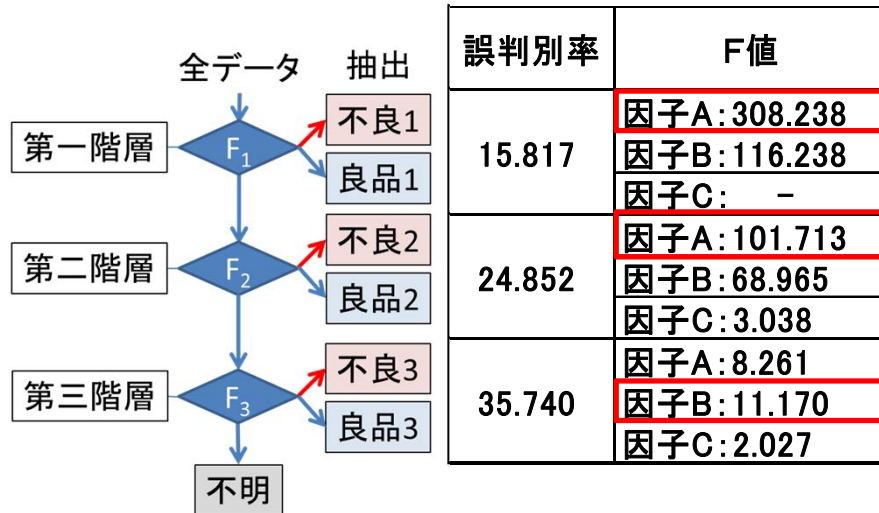 全データ
抽出
第一階層
F1
不良1
良品1
第二階層
F2
不良2
良品2
第三階層
F3
不良3
良品3
不明
誤判別率
F値
15.817
因子A:308.238
因子B:116.238
因子C: -
24.852
因子A:101.713
因子B:68.965
因子C:3.038
35.740
因子A:8.261
因子B:11.170
因子C:2.027